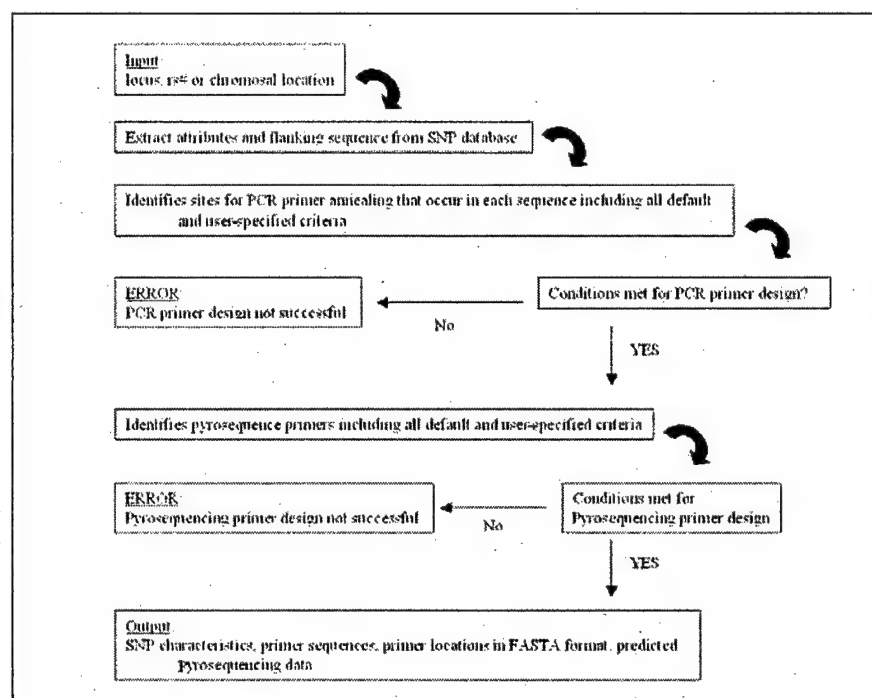 Input
locus, rs# or chromosal location
Extract attributes and flanking sequence from SNP database
Identifies sites for PCR primer annealing that occur in each sequence including all default
and user-specified criteria
ERROR
PCR primer design not successful
No
Conditions met for PCR primer design?
YES
Identifies pyrosequence primers including all default and user-specified criteria
ERROR
Pyrosequencing primer design not successful
No
Conditions met for
Pyrosequencing primer design
YES
Output
SNP characteristics, primer sequences, primer locations in FASTA format, predicted
pyrosequencing data